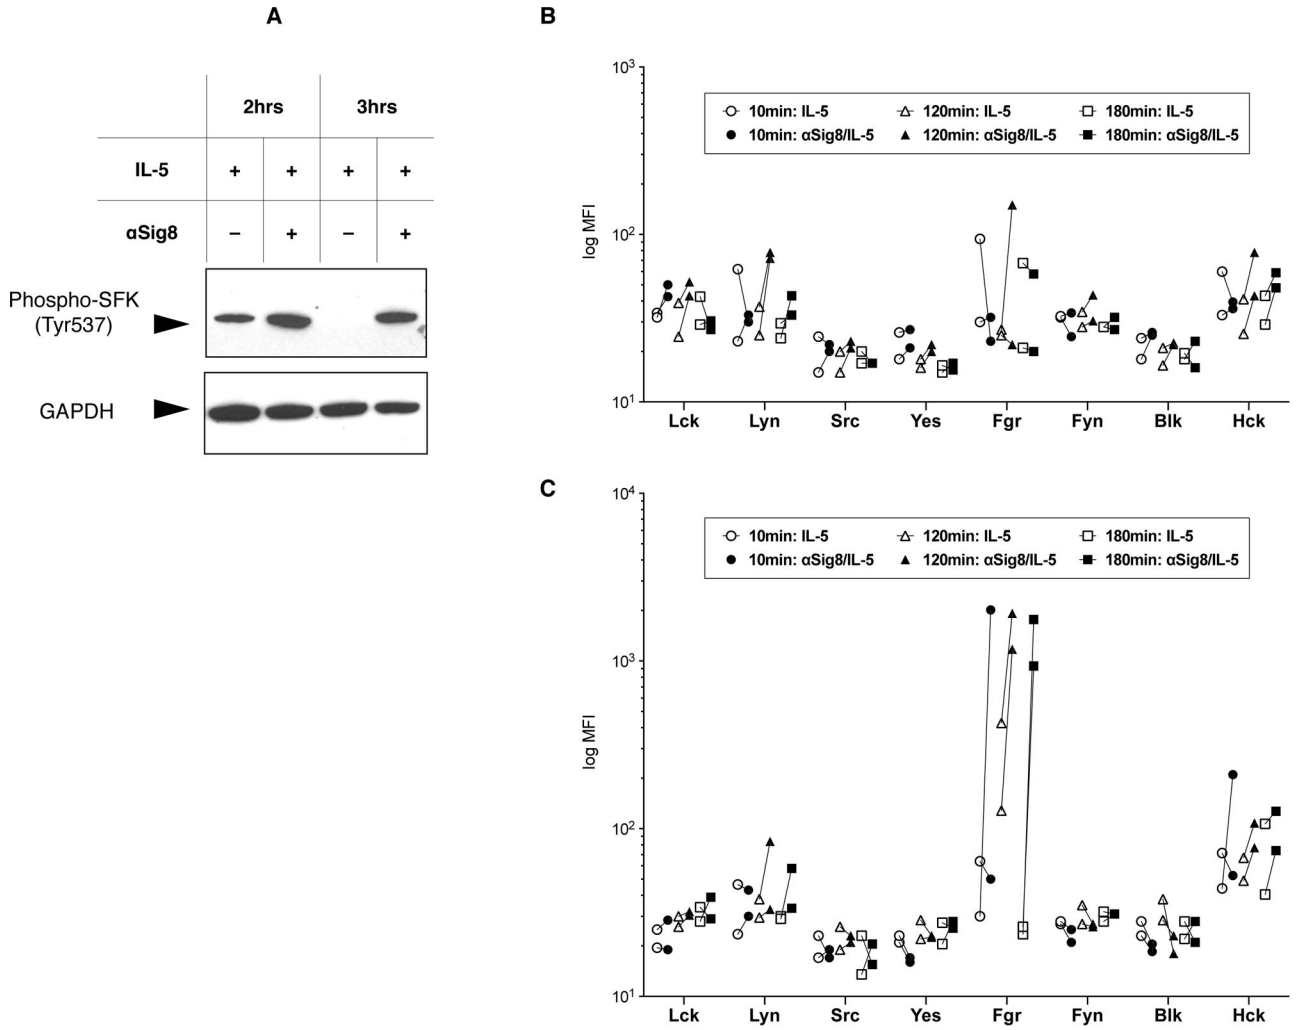 A
2hrs 3hrs
IL-5 + + + +
αSig8 – + – +
Phospho-SFK
(Tyr537)
GAPDH
B
10³
10²
10¹
log MFI
10min: IL-5 120min: IL-5 180min: IL-5
10min: αSig8/IL-5 120min: αSig8/IL-5 180min: αSig8/IL-5
Lck Lyn Src Yes Fgr Fyn Blk Hck
C
10⁴
10³
10²
10¹
log MFI
10min: IL-5 120min: IL-5 180min: IL-5
10min: αSig8/IL-5 120min: αSig8/IL-5 180min: αSig8/IL-5
Lck Lyn Src Yes Fgr Fyn Blk Hck